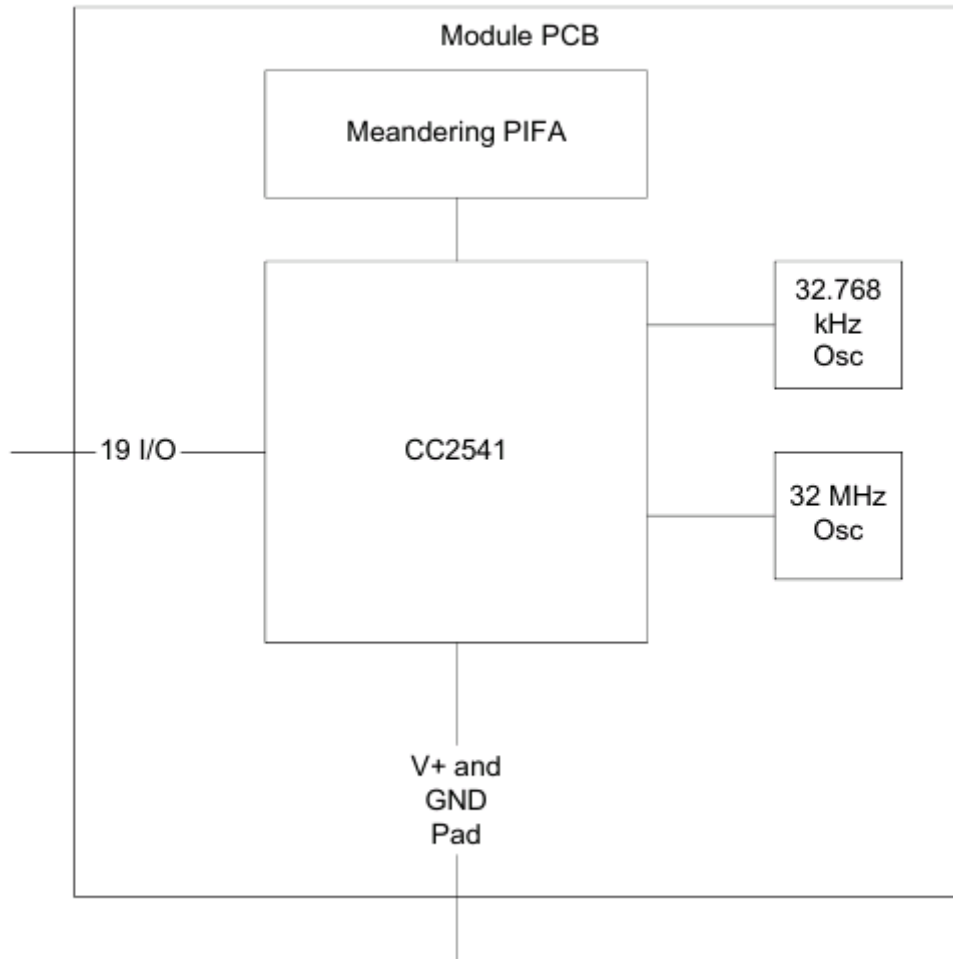 Module PCB
Meandering PIFA
32.768
kHz
Osc
19 I/O
CC2541
32 MHz
Osc
V+ and
GND
Pad